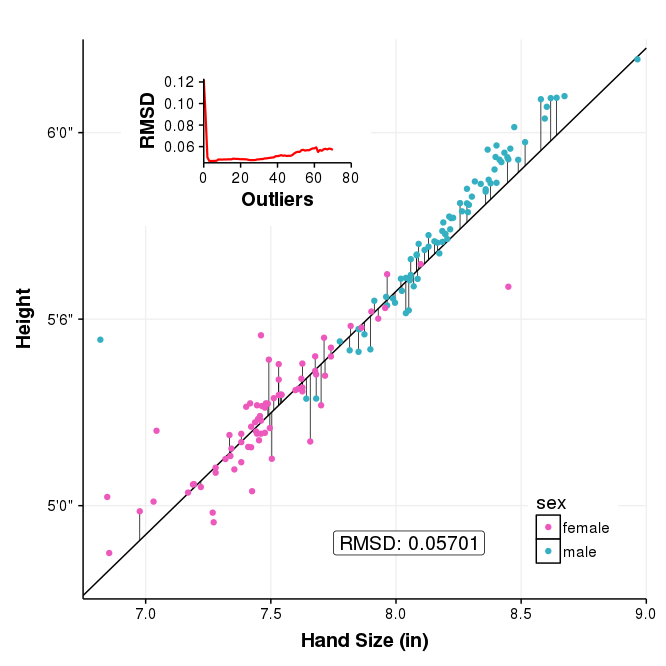 0.12
0.10
0.08
0.06
RMSD
0 20 40 60 80
Outliers
6'0"
5'6"
5'0"
Height
RMSD: 0.05701
sex
female
male
7.0 7.5 8.0 8.5 9.0
Hand Size (in)